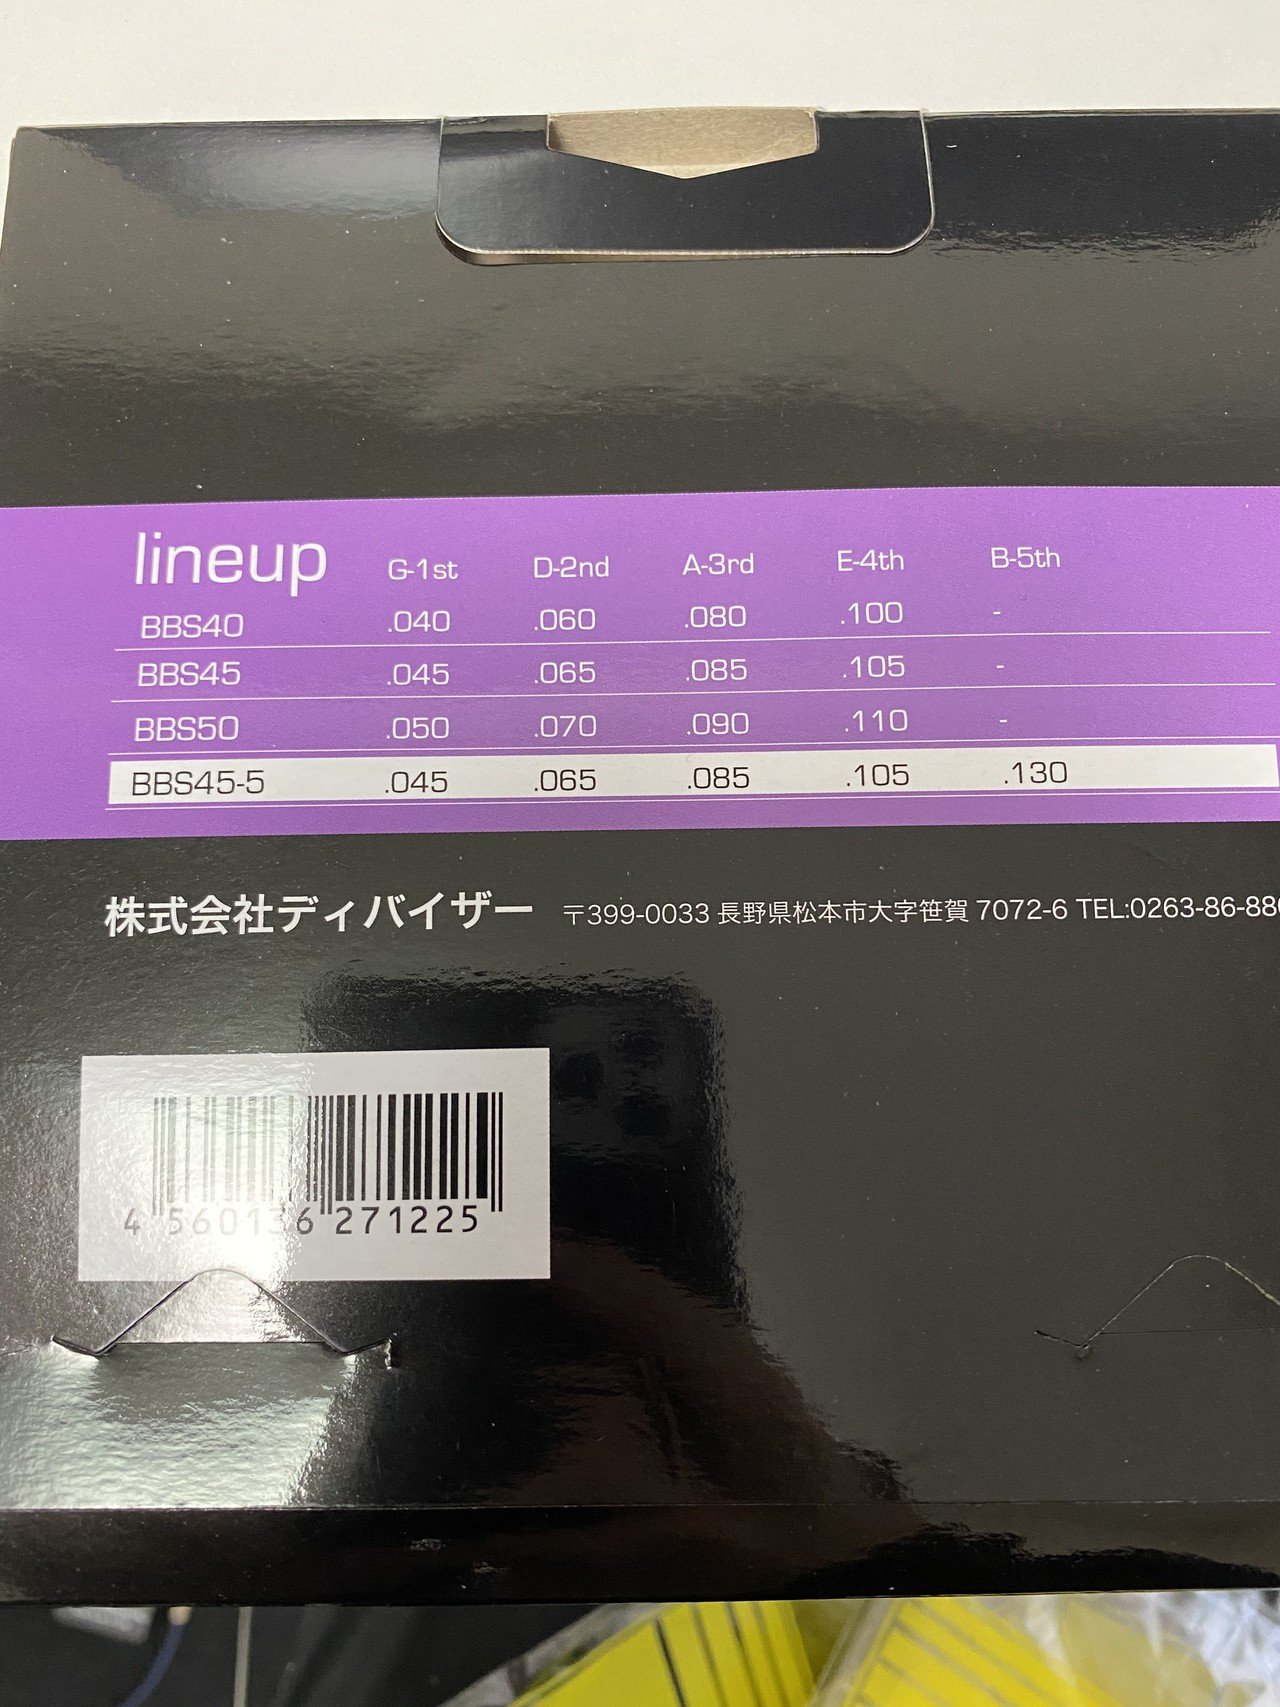 lineup G-1st D-2nd A-3rd E-4th B-5th
BBS40 .040 .060 .080 .100 -
BBS45 .045 .065 .085 .105 -
BBS50 .050 .070 .090 .110 -
BBS45-5 .045 .065 .085 .105 .130
株式会社ディバイザー 〒399-0033 長野県松本市大字笹賀 7072-6 TEL:0263-86-88
4 560136 271225